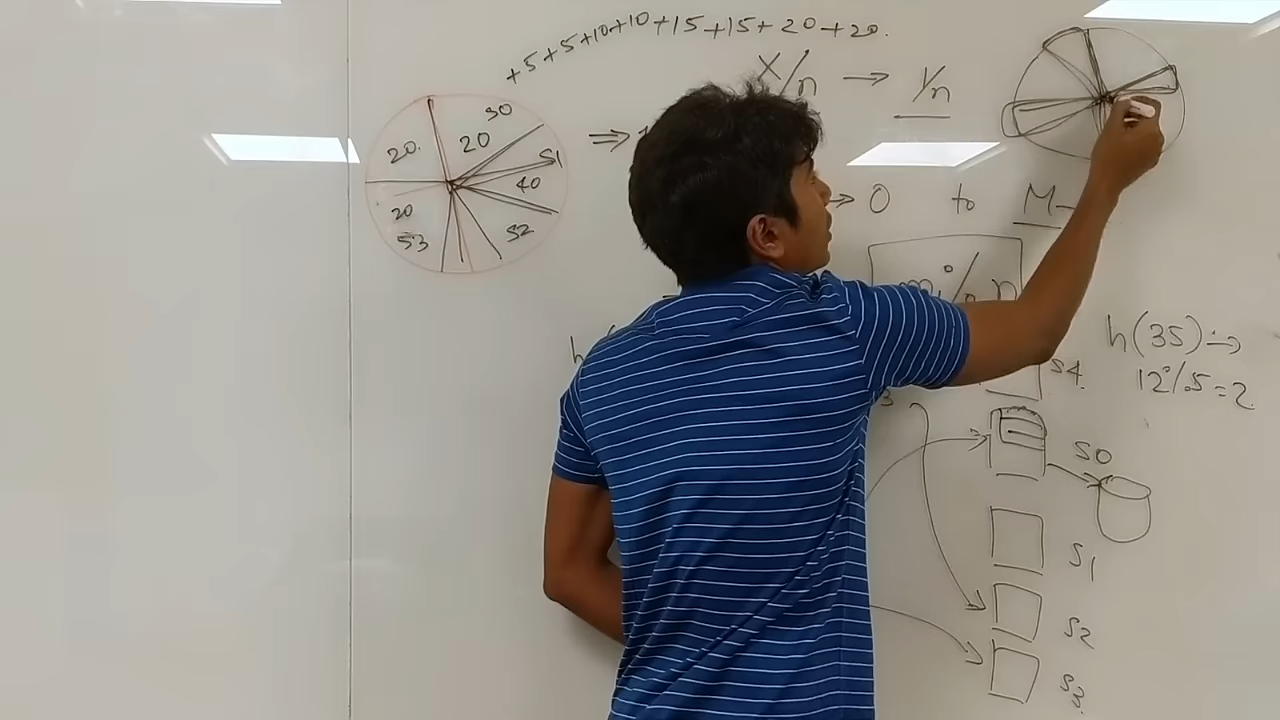 +5+5+10+10+15+15+20+20.
X/n → 1/n
30
20.
20
⇒
S1
40
20
S3
S2
→ 0 to M-
% n
h(35) →
12%5=2
S4.
S0
S1
S2
S3